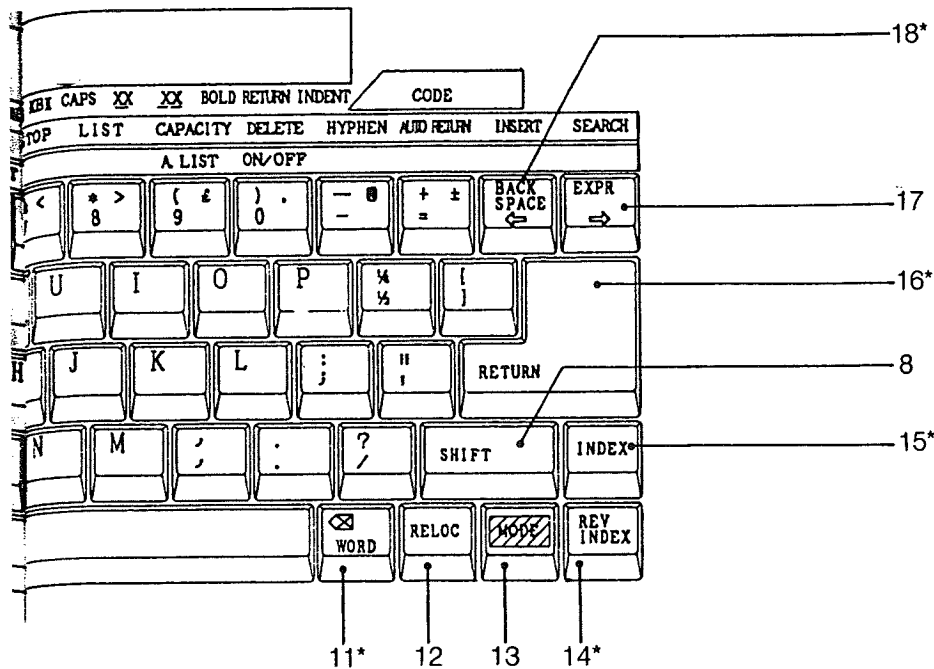 18*
KBX CAPS XX XX BOLD RETURN INDENT CODE
TOP LIST CAPACITY DELETE HYPHEN AUTO RETURN INSERT SEARCH
A. LIST ON/OFF
< * > ( £ ) . — @ + ± BACK SPACE EXPR
8 9 0 - = ⇦ ⇨
17
U I O P ¼ [
½ ]
16*
H J K L : "
; '
RETURN
8
N M , . ?
, . /
SHIFT INDEX
15*
⌫ WORD RELOC MODE REV INDEX
11* 12 13 14*